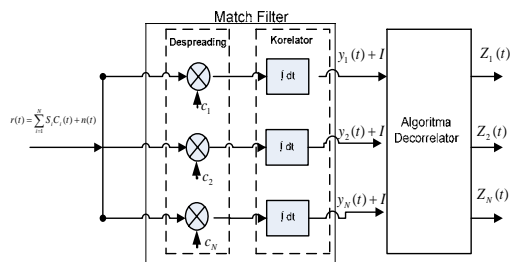 Match Filter
Despreading
Korelator
r(t) = \sum_{i=1}^{N} S_i C_i(t) + n(t)
∫ dt
y_1(t) + I
Z_1(t)
c_1
∫ dt
y_2(t) + I
Algoritma
Decorrelator
Z_2(t)
c_2
∫ dt
y_N(t) + I
Z_N(t)
c_N